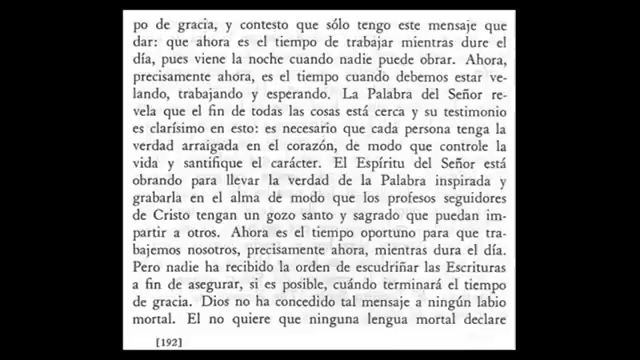 po de gracia, y contesto que sólo tengo este mensaje que
dar: que ahora es el tiempo de trabajar mientras dure el
día, pues viene la noche cuando nadie puede obrar. Ahora,
precisamente ahora, es el tiempo cuando debemos estar ve-
lando, trabajando y esperando. La Palabra del Señor re-
vela que el fin de todas las cosas está cerca y su testimonio
es clarísimo en esto: es necesario que cada persona tenga la
verdad arraigada en el corazón, de modo que controle la
vida y santifique el carácter. El Espíritu del Señor está
obrando para llevar la verdad de la Palabra inspirada y
grabarla en el alma de modo que los profesos seguidores
de Cristo tengan un gozo santo y sagrado que puedan im-
partir a otros. Ahora es el tiempo oportuno para que tra-
bajemos nosotros, precisamente ahora, mientras dura el día.
Pero nadie ha recibido la orden de escudriñar las Escrituras
a fin de asegurar, si es posible, cuándo terminará el tiempo
de gracia. Dios no ha concedido tal mensaje a ningún labio
mortal. El no quiere que ninguna lengua mortal declare
[192]